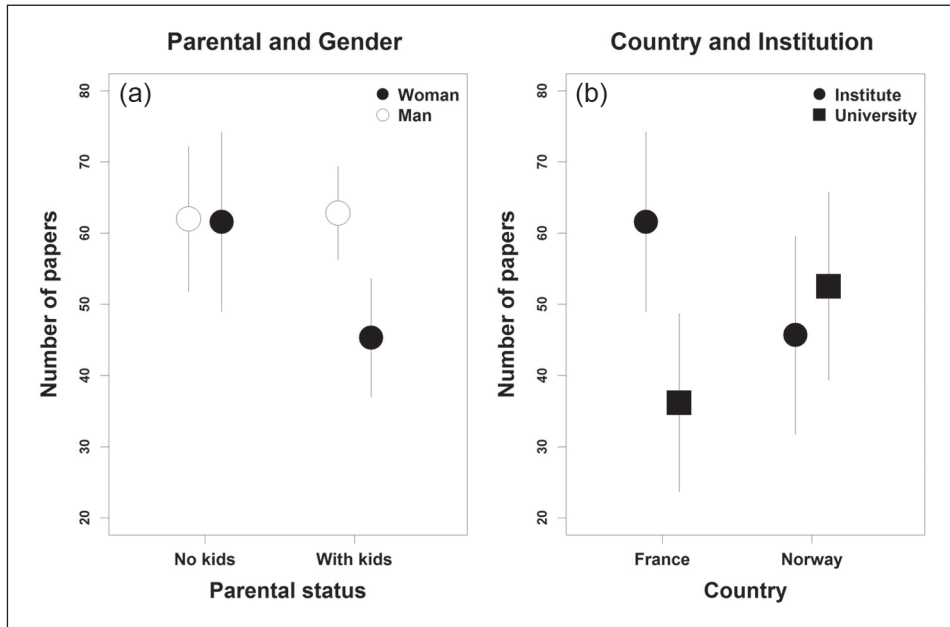 Parental and Gender
(a)
Woman
Man
Number of papers
80
70
60
50
40
30
20
No kids
With kids
Parental status
Country and Institution
(b)
Institute
University
Number of papers
80
70
60
50
40
30
20
France
Norway
Country